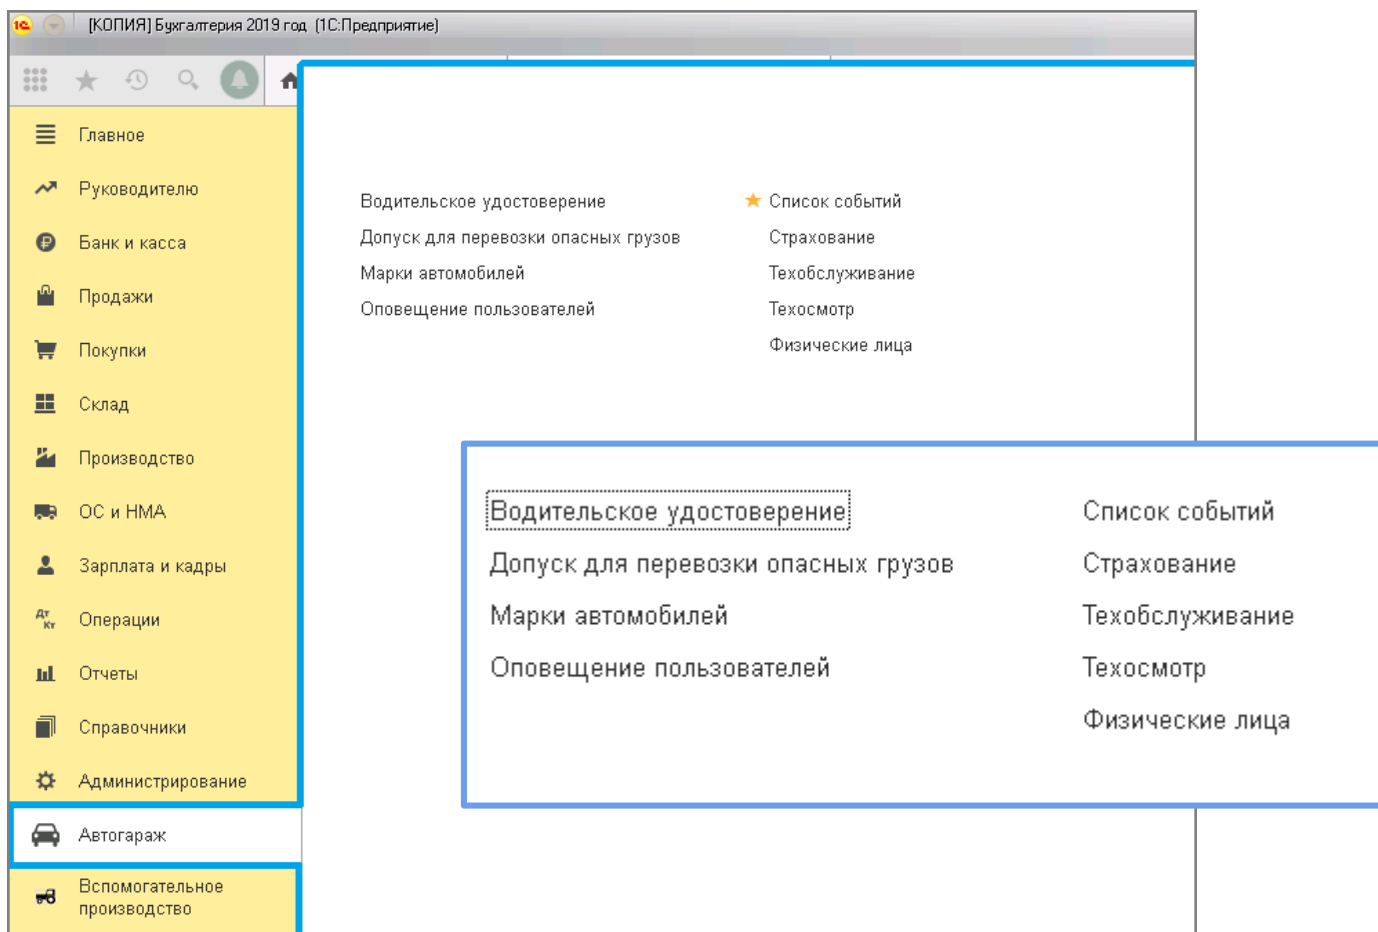 1С [КОПИЯ] Бухгалтерия 2019 год (1С:Предприятие)
Главное
Руководителю
Банк и касса
Продажи
Покупки
Склад
Производство
ОС и НМА
Зарплата и кадры
Дт Кт Операции
Отчеты
Справочники
Администрирование
Автогараж
Вспомогательное
производство
Водительское удостоверение
Допуск для перевозки опасных грузов
Марки автомобилей
Оповещение пользователей
Список событий
Страхование
Техобслуживание
Техосмотр
Физические лица
Водительское удостоверение
Допуск для перевозки опасных грузов
Марки автомобилей
Оповещение пользователей
Список событий
Страхование
Техобслуживание
Техосмотр
Физические лица